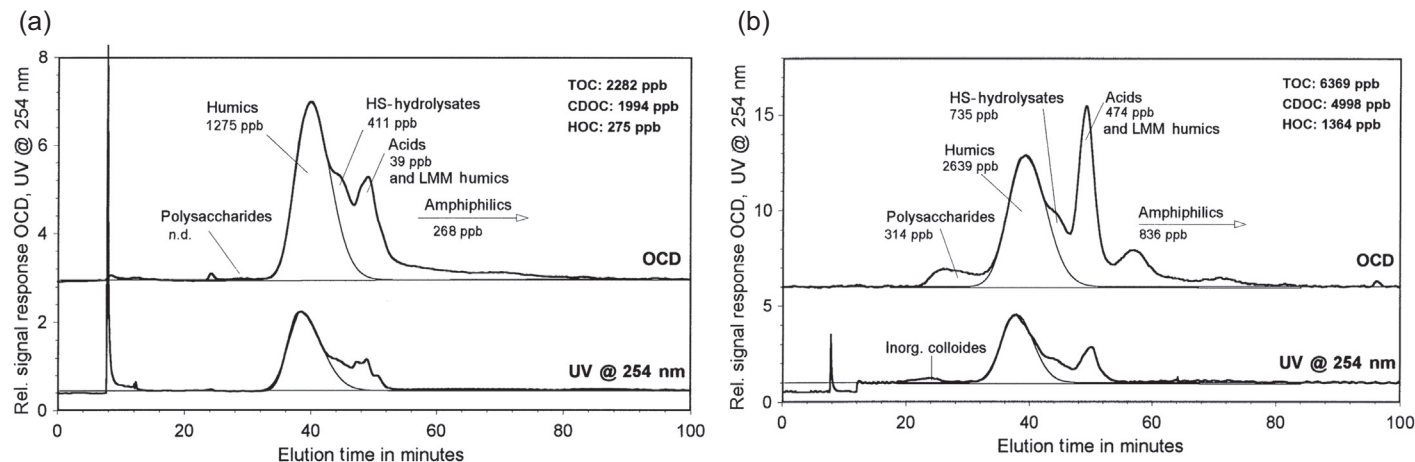 (a)
Rel. signal response OCD, UV @ 254 nm
8
6
4
2
0
TOC: 2282 ppb
CDOC: 1994 ppb
HOC: 275 ppb
Humics
1275 ppb
HS-hydrolysates
411 ppb
Acids
39 ppb
and LMM humics
Polysaccharides
n.d.
Amphiphilics
268 ppb
OCD
UV @ 254 nm
0 20 40 60 80 100
Elution time in minutes
(b)
Rel. signal response OCD, UV @ 254 nm
15
10
5
0
TOC: 6369 ppb
CDOC: 4998 ppb
HOC: 1364 ppb
HS-hydrolysates
735 ppb
Acids
474 ppb
and LMM humics
Humics
2639 ppb
Polysaccharides
314 ppb
Amphiphilics
836 ppb
OCD
Inorg. colloides
UV @ 254 nm
0 20 40 60 80 100
Elution time in minutes